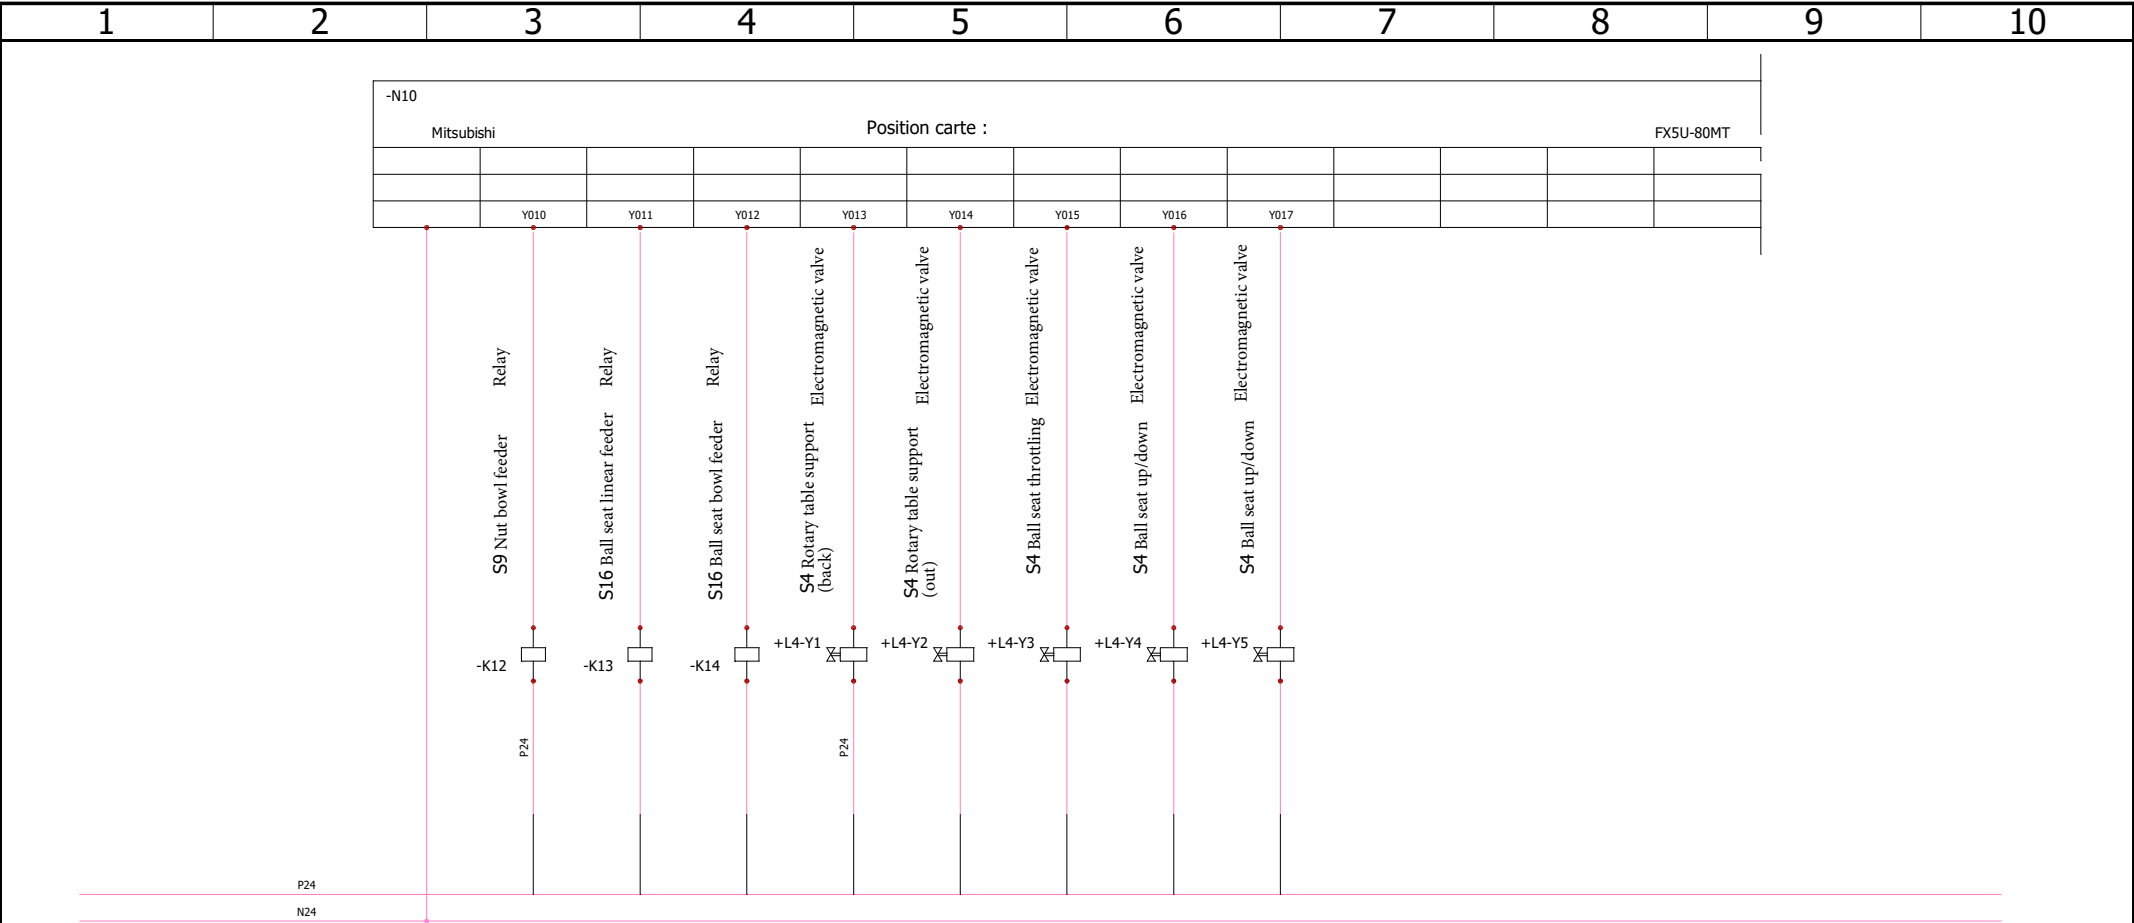 1 2 3 4 5 6 7 8 9 10
-N10
Mitsubishi Position carte : FX5U-80MT
Y010 Y011 Y012 Y013 Y014 Y015 Y016 Y017
S9 Nut bowl feeder Relay
S16 Ball seat linear feeder Relay
S16 Ball seat bowl feeder Relay
S4 Rotary table support Electromagnetic valve
(back)
S4 Rotary table support Electromagnetic valve
(out)
S4 Ball seat throttling Electromagnetic valve
S4 Ball seat up/down Electromagnetic valve
S4 Ball seat up/down Electromagnetic valve
-K12 -K13 -K14 +L4-Y1 +L4-Y2 +L4-Y3 +L4-Y4 +L4-Y5
P24 P24
P24
N24